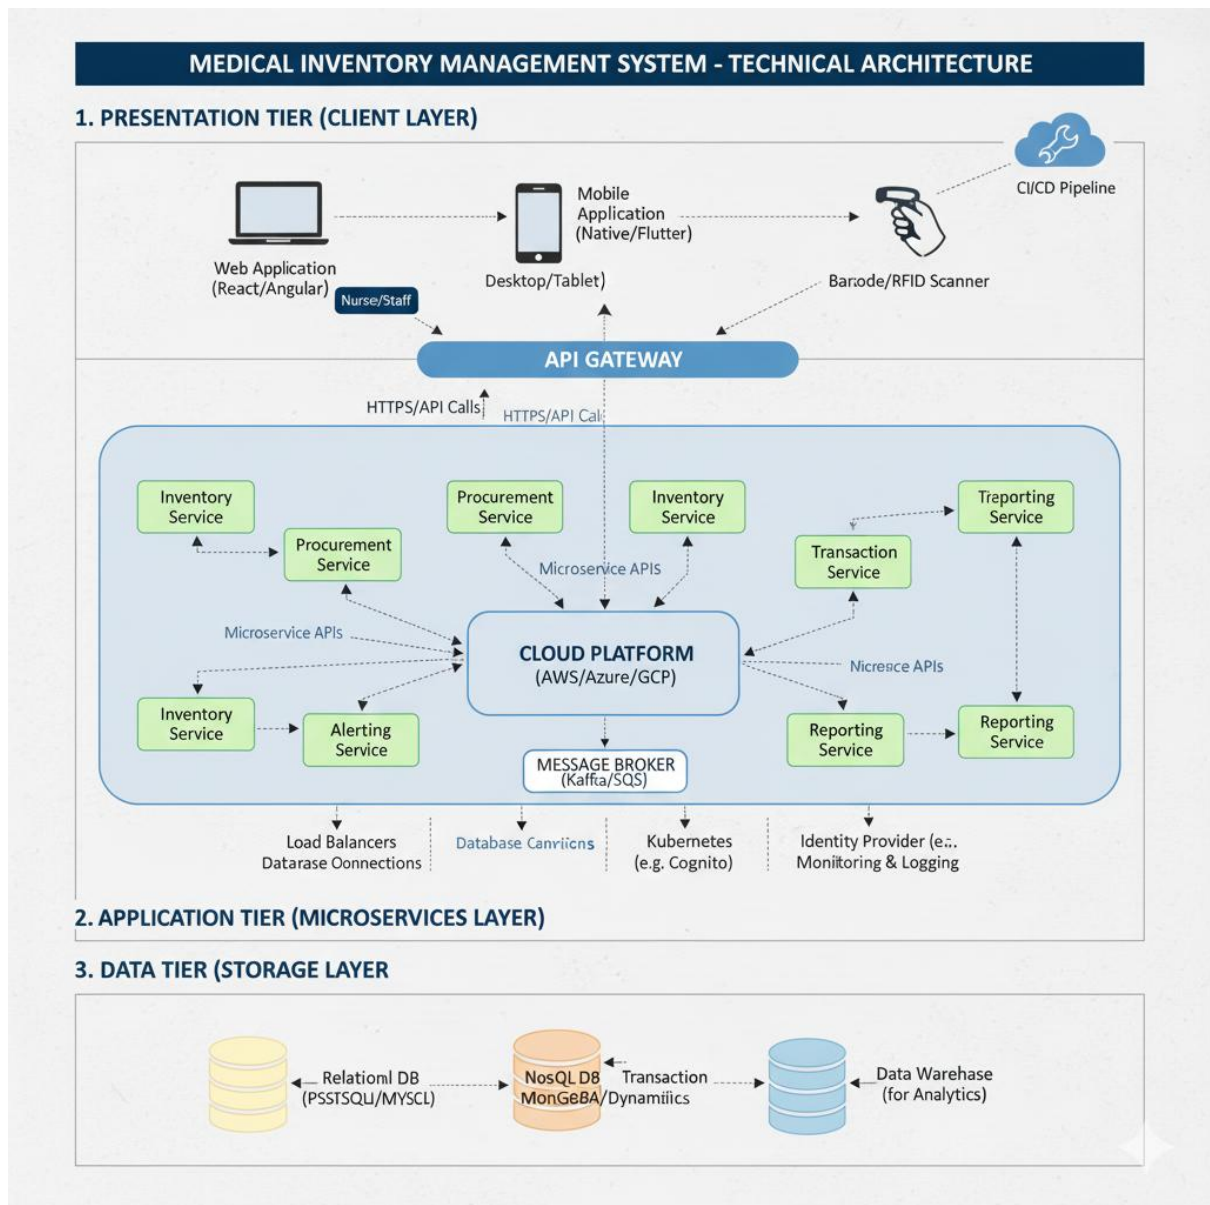 MEDICAL INVENTORY MANAGEMENT SYSTEM - TECHNICAL ARCHITECTURE
1. PRESENTATION TIER (CLIENT LAYER)
CI/CD Pipeline
Mobile
Application
(Native/Flutter)
Web Application
(React/Angular)
Desktop/Tablet)
Barcode/RFID Scanner
Nurse/Staff
API GATEWAY
HTTPS/API Calls
HTTPS/API Cal
Inventory
Service
Procurement
Service
Procurement
Service
Inventory
Service
Transaction
Service
Treporting
Service
Microservice APIs
Microservice APIs
CLOUD PLATFORM
(AWS/Azure/GCP)
Nicrence APIs
Inventory
Service
Alerting
Service
Reporting
Service
Reporting
Service
MESSAGE BROKER
(Kaffta/SQS)
Load Balancers
Datarase Oonnections
Database
Kubernetes
(e.g. Cognito)
Identity Provider (e...
Moniitoring & Logging
2. APPLICATION TIER (MICROSERVICES LAYER)
3. DATA TIER (STORAGE LAYER
Relationl DB
(PSSTSQLI/MYSCL)
NosQL D8
MonGeBA/Dynamiics
Transaction
Data Warehase
(for Analytics)